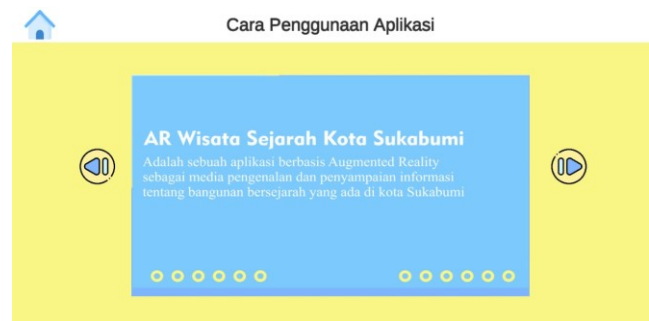 Cara Penggunaan Aplikasi
AR Wisata Sejarah Kota Sukabumi
Adalah sebuah aplikasi berbasis Augmented Reality
sebagai media pengenalan dan penyampaian informasi
tentang bangunan bersejarah yang ada di kota Sukabumi